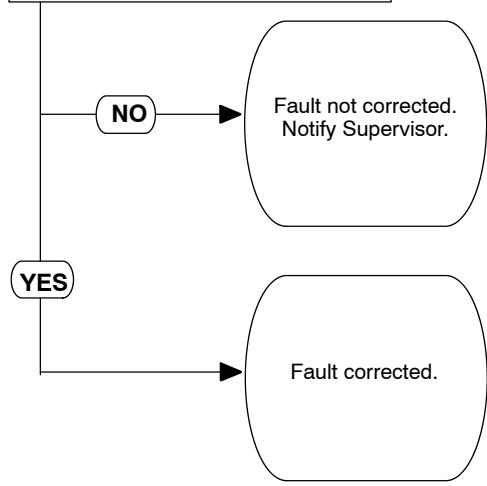 NO
Fault not corrected.
Notify Supervisor.
YES
Fault corrected.